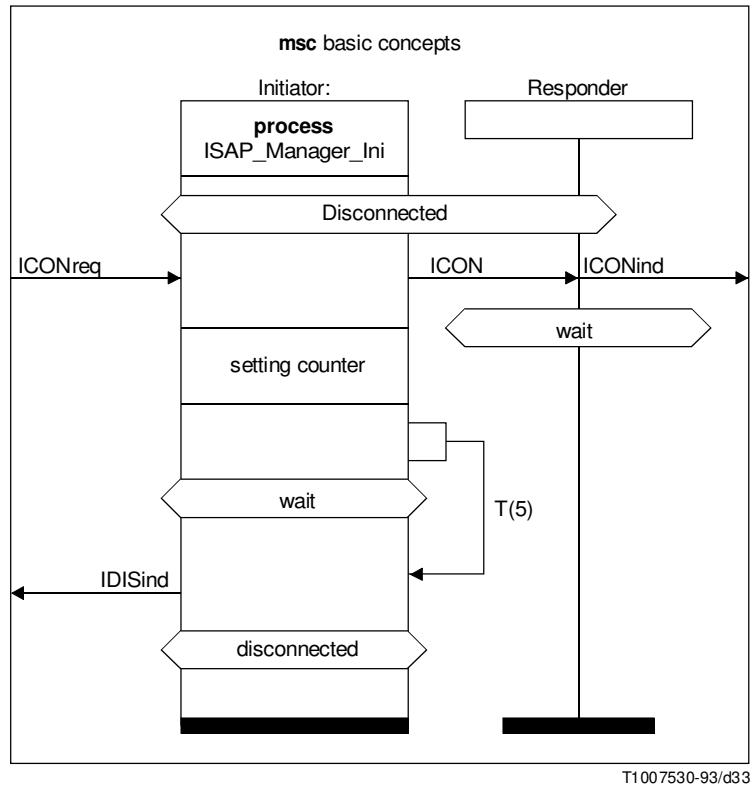 msc basic concepts
Initiator:
Responder
process
ISAP_Manager_Ini
Disconnected
ICONreq
ICON
ICONind
wait
setting counter
wait
T(5)
IDISind
disconnected
T1007530-93/d33